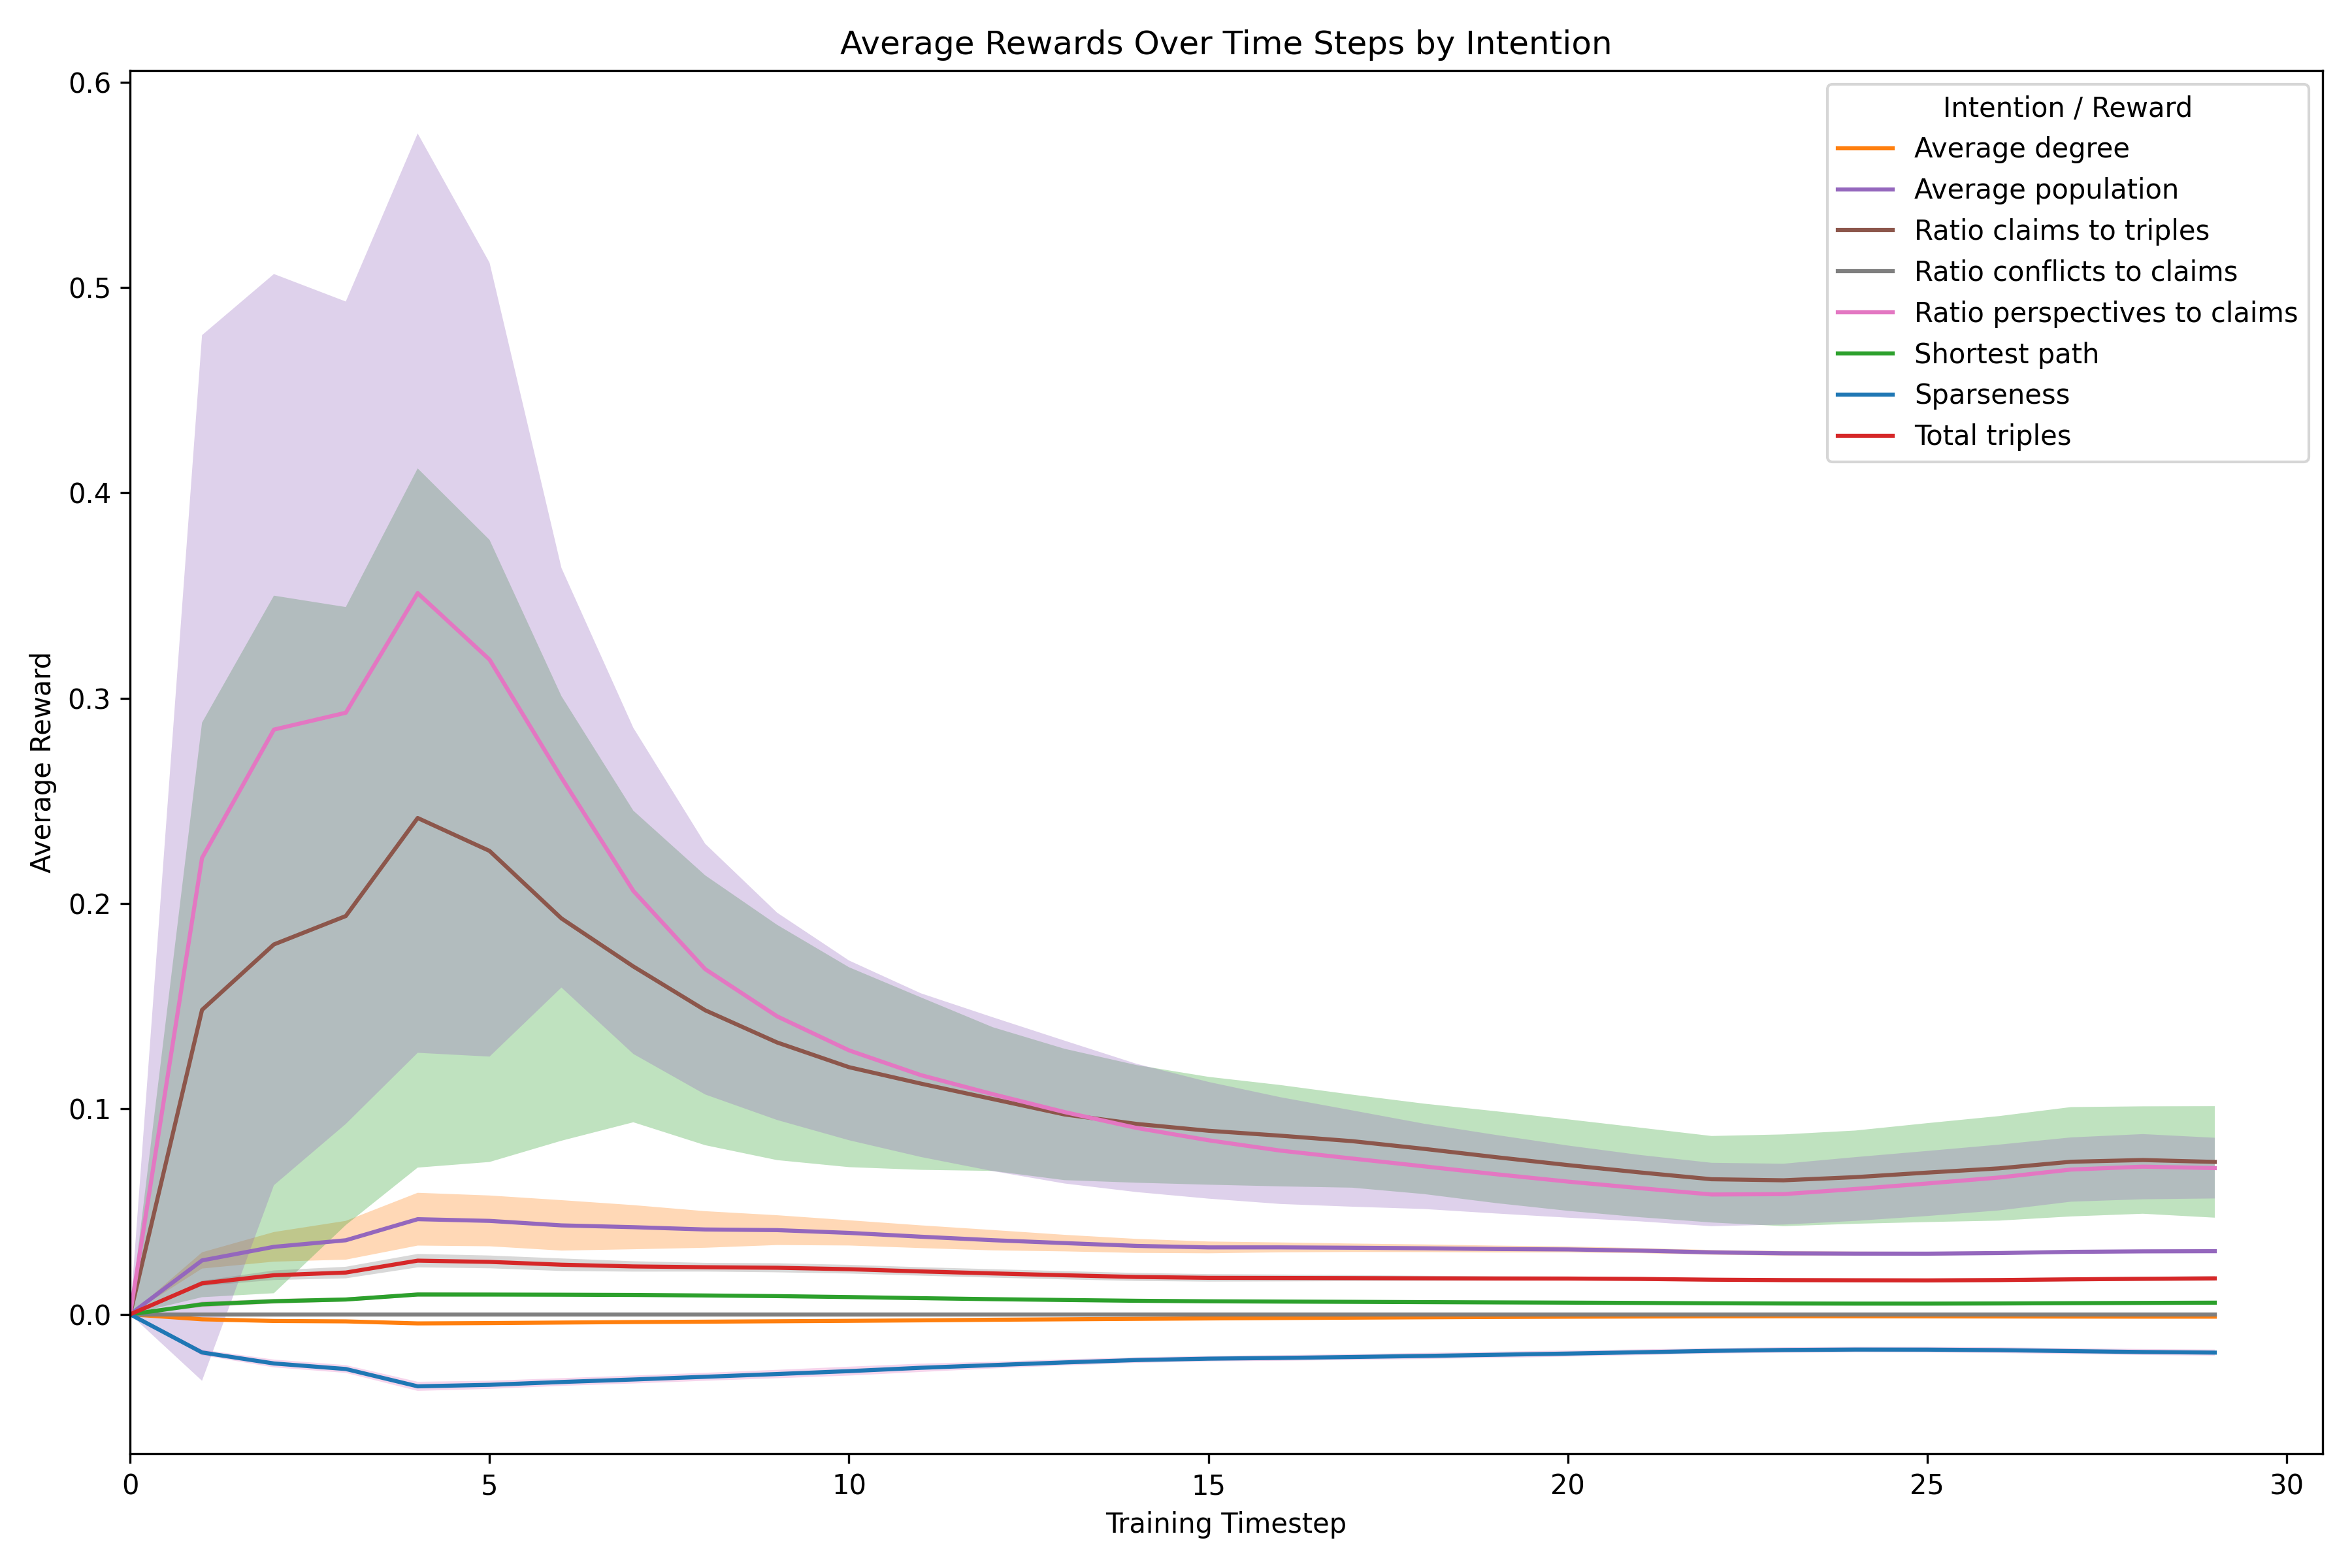 Average Rewards Over Time Steps by Intention
Average Reward
0.6
0.5
0.4
0.3
0.2
0.1
0.0
Intention / Reward
Average degree
Average population
Ratio claims to triples
Ratio conflicts to claims
Ratio perspectives to claims
Shortest path
Sparseness
Total triples
0 5 10 15 20 25 30
Training Timestep